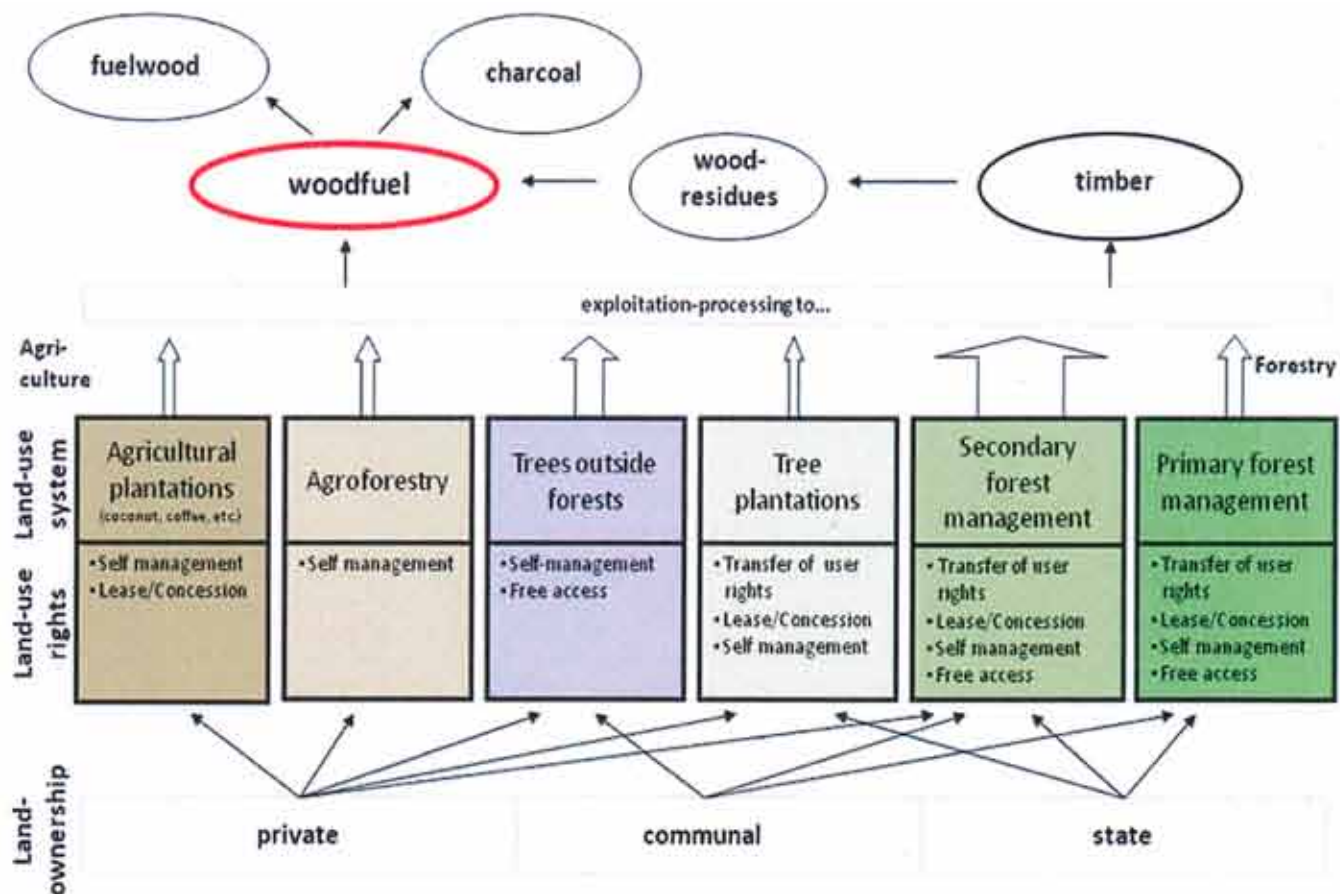 fuelwood
charcoal
woodfuel
wood-
residues
timber
exploitation-processing to...
Agri-
culture
Forestry
Land-use
system
Agricultural
plantations
(coconut, coffee, etc)
Agroforestry
Trees outside
forests
Tree
plantations
Secondary
forest
management
Primary forest
management
Land-use
rights
•Self management
•Lease/Concession
•Self management
•Self-management
•Free access
•Transfer of user
rights
•Lease/Concession
•Self management
•Transfer of user
rights
•Lease/Concession
•Self management
•Free access
•Transfer of user
rights
•Lease/Concession
•Self management
•Free access
Land-
ownership
private
communal
state